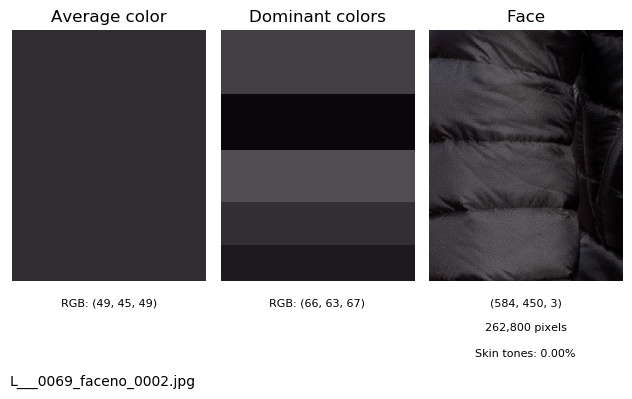 Average color
Dominant colors
Face
RGB: (49, 45, 49)
RGB: (66, 63, 67)
(584, 450, 3)
262,800 pixels
Skin tones: 0.00%
L___0069_faceno_0002.jpg